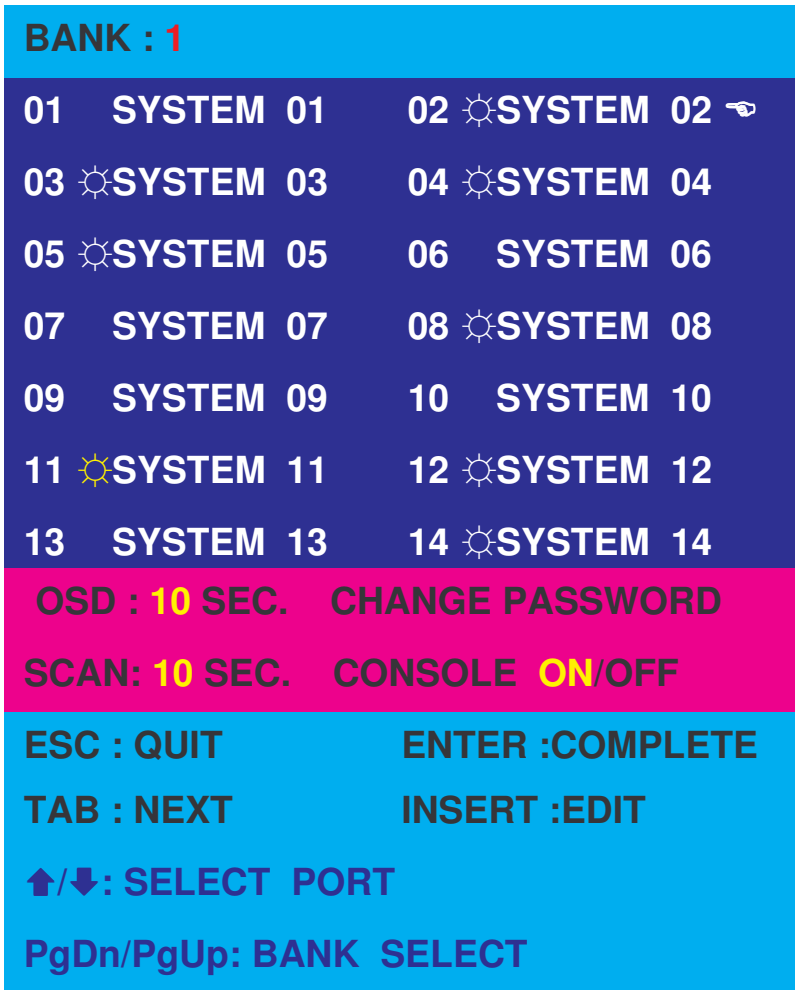 BANK : 1
01 SYSTEM 01 02 ☼SYSTEM 02 ☜
03 ☼SYSTEM 03 04 ☼SYSTEM 04
05 ☼SYSTEM 05 06 SYSTEM 06
07 SYSTEM 07 08 ☼SYSTEM 08
09 SYSTEM 09 10 SYSTEM 10
11 ☼SYSTEM 11 12 ☼SYSTEM 12
13 SYSTEM 13 14 ☼SYSTEM 14
OSD : 10 SEC. CHANGE PASSWORD
SCAN: 10 SEC. CONSOLE ON/OFF
ESC : QUIT ENTER :COMPLETE
TAB : NEXT INSERT :EDIT
🡅/🡇: SELECT PORT
PgDn/PgUp: BANK SELECT